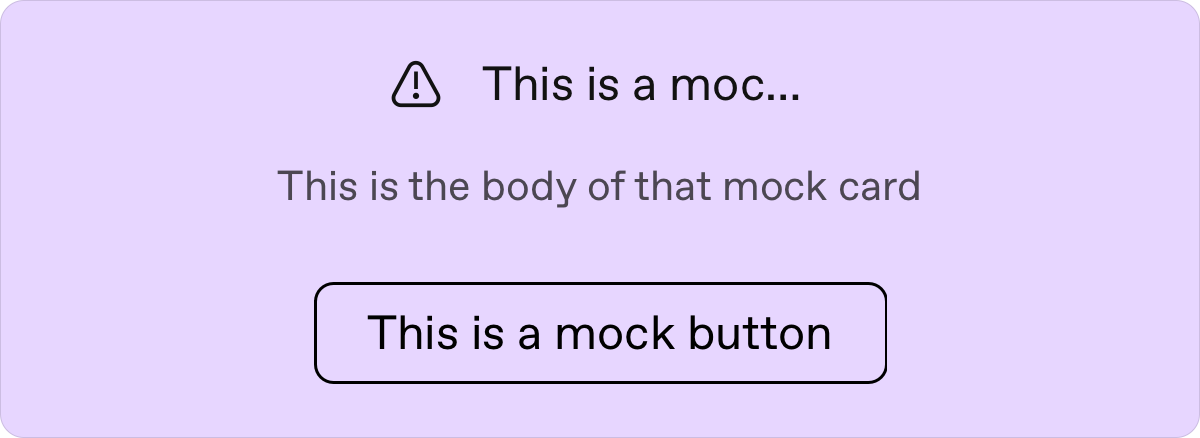 This is a moc...
This is the body of that mock card
This is a mock button